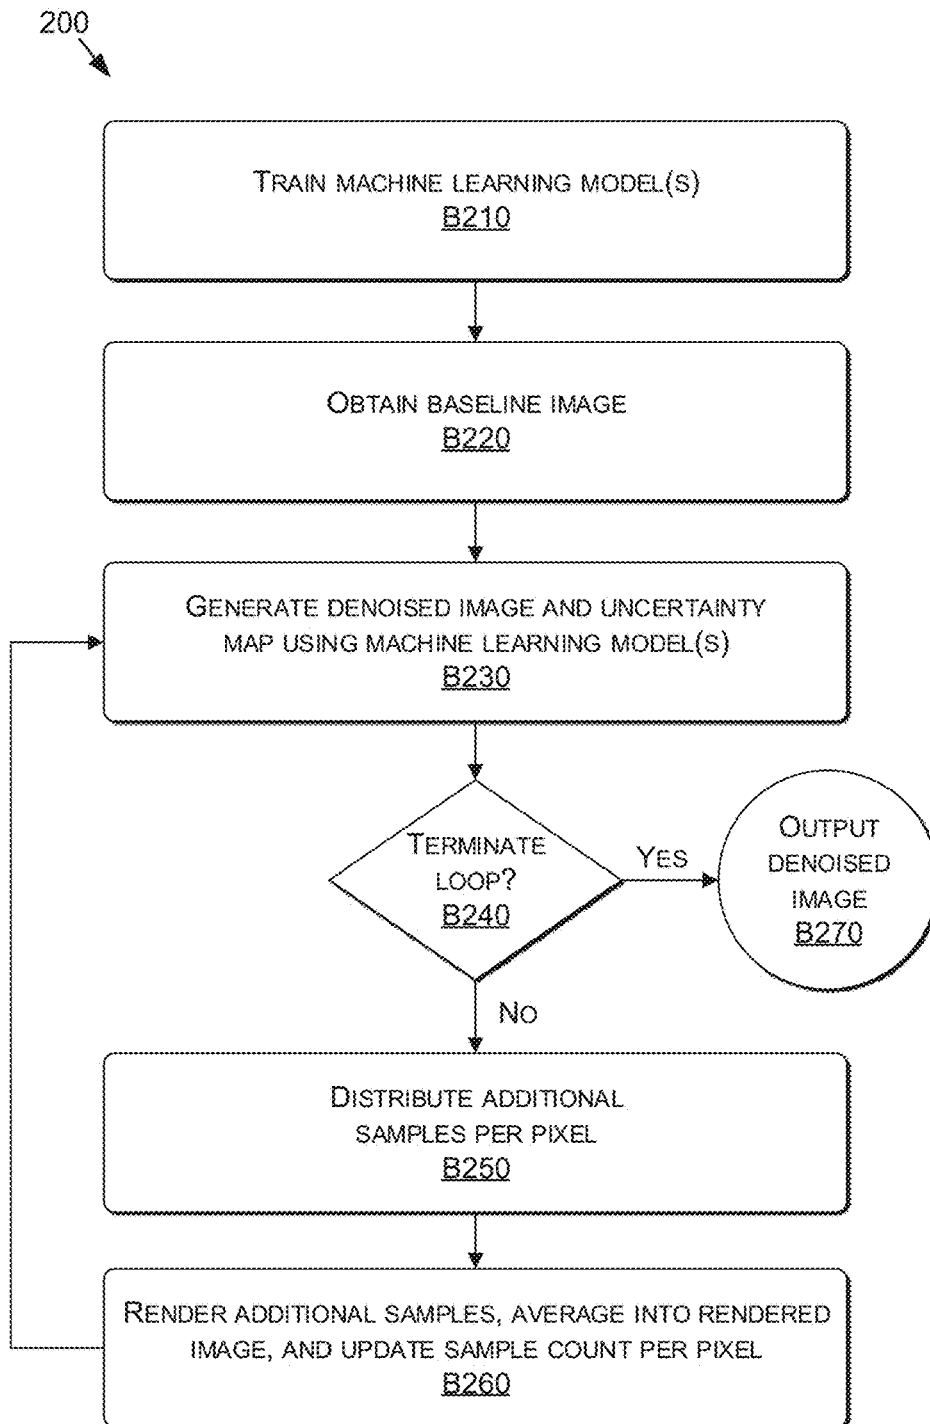 200
TRAIN MACHINE LEARNING MODEL(S)
B210
OBTAIN BASELINE IMAGE
B220
GENERATE DENOISED IMAGE AND UNCERTAINTY
MAP USING MACHINE LEARNING MODEL(S)
B230
TERMINATE
LOOP?
B240
YES
OUTPUT
DENOISED
IMAGE
B270
NO
DISTRIBUTE ADDITIONAL
SAMPLES PER PIXEL
B250
RENDER ADDITIONAL SAMPLES, AVERAGE INTO RENDERED
IMAGE, AND UPDATE SAMPLE COUNT PER PIXEL
B260